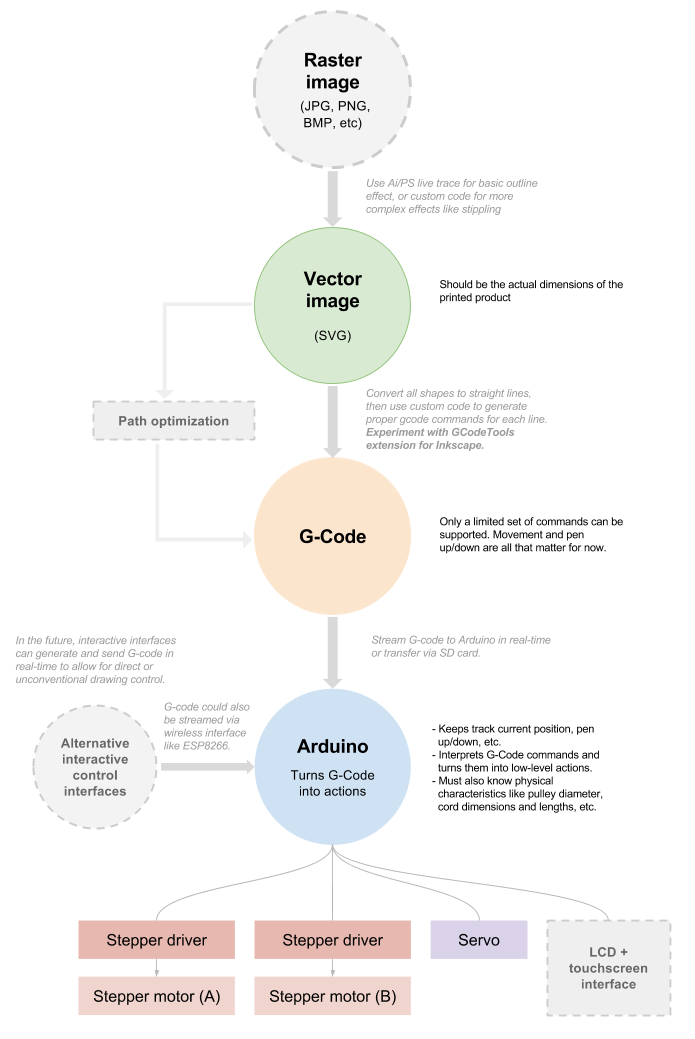 Raster
image
(JPG, PNG,
BMP, etc)
Use Ai/PS live trace for basic outline
effect, or custom code for more
complex effects like stippling
Vector
image
(SVG)
Should be the actual dimensions of the
printed product
Path optimization
Convert all shapes to straight lines,
then use custom code to generate
proper gcode commands for each line.
Experiment with GCodeTools
extension for Inkscape.
G-Code
Only a limited set of commands can be
supported. Movement and pen
up/down are all that matter for now.
In the future, interactive interfaces
can generate and send G-code in
real-time to allow for direct or
unconventional drawing control.
Stream G-code to Arduino in real-time
or transfer via SD card.
Alternative
interactive
control
interfaces
G-code could also
be streamed via
wireless interface
like ESP8266.
Arduino
Turns G-Code
into actions
- Keeps track current position, pen
up/down, etc.
- Interprets G-Code commands and
turns them into low-level actions.
- Must also know physical
characteristics like pulley diameter,
cord dimensions and lengths, etc.
Stepper driver
Stepper driver
Servo
LCD +
touchscreen
interface
Stepper motor (A)
Stepper motor (B)